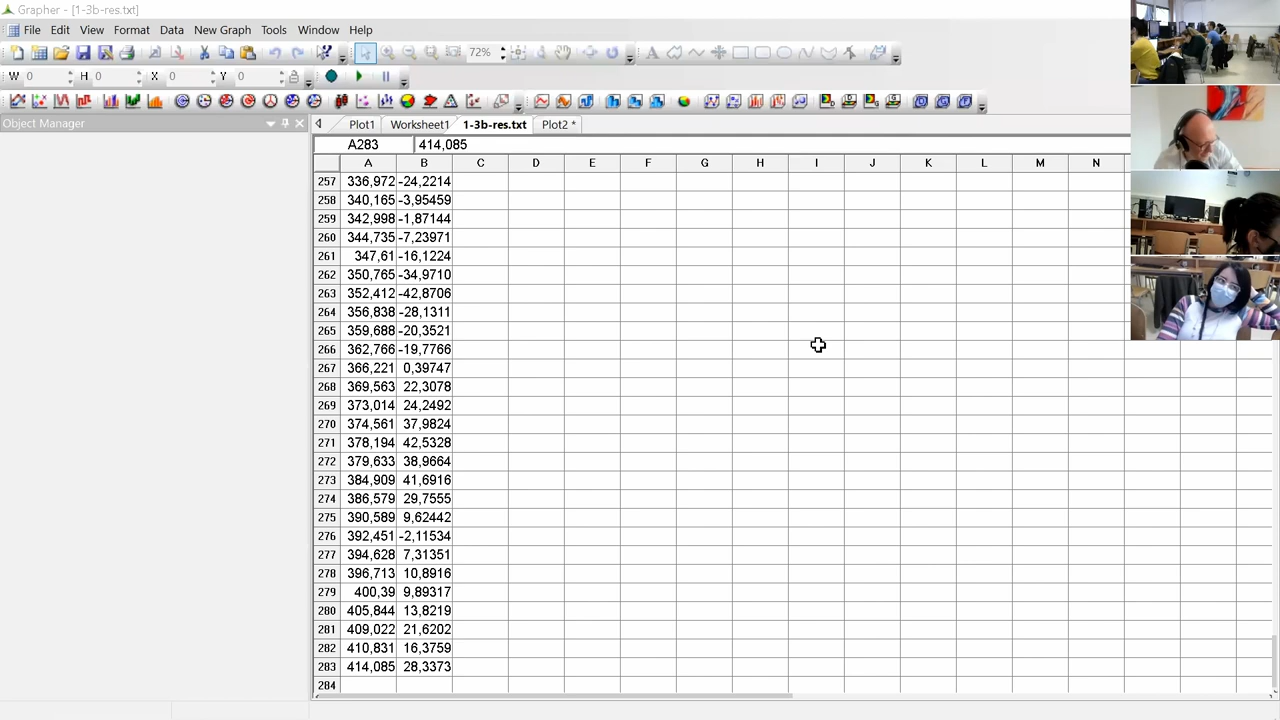 Grapher - [1-3b-res.txt]
File Edit View Format Data New Graph Tools Window Help
72%
W 0 H 0 X 0 Y 0
Object Manager
Plot1 Worksheet1 1-3b-res.txt Plot2 *
A283 414,085
A B C D E F G H I J K L M N
257 336,972 -24,2214
258 340,165 -3,95459
259 342,998 -1,87144
260 344,735 -7,23971
261 347,61 -16,1224
262 350,765 -34,9710
263 352,412 -42,8706
264 356,838 -28,1311
265 359,688 -20,3521
266 362,766 -19,7766
267 366,221 0,39747
268 369,563 22,3078
269 373,014 24,2492
270 374,561 37,9824
271 378,194 42,5328
272 379,633 38,9664
273 384,909 41,6916
274 386,579 29,7555
275 390,589 9,62442
276 392,451 -2,11534
277 394,628 7,31351
278 396,713 10,8916
279 400,39 9,89317
280 405,844 13,8219
281 409,022 21,6202
282 410,831 16,3759
283 414,085 28,3373
284